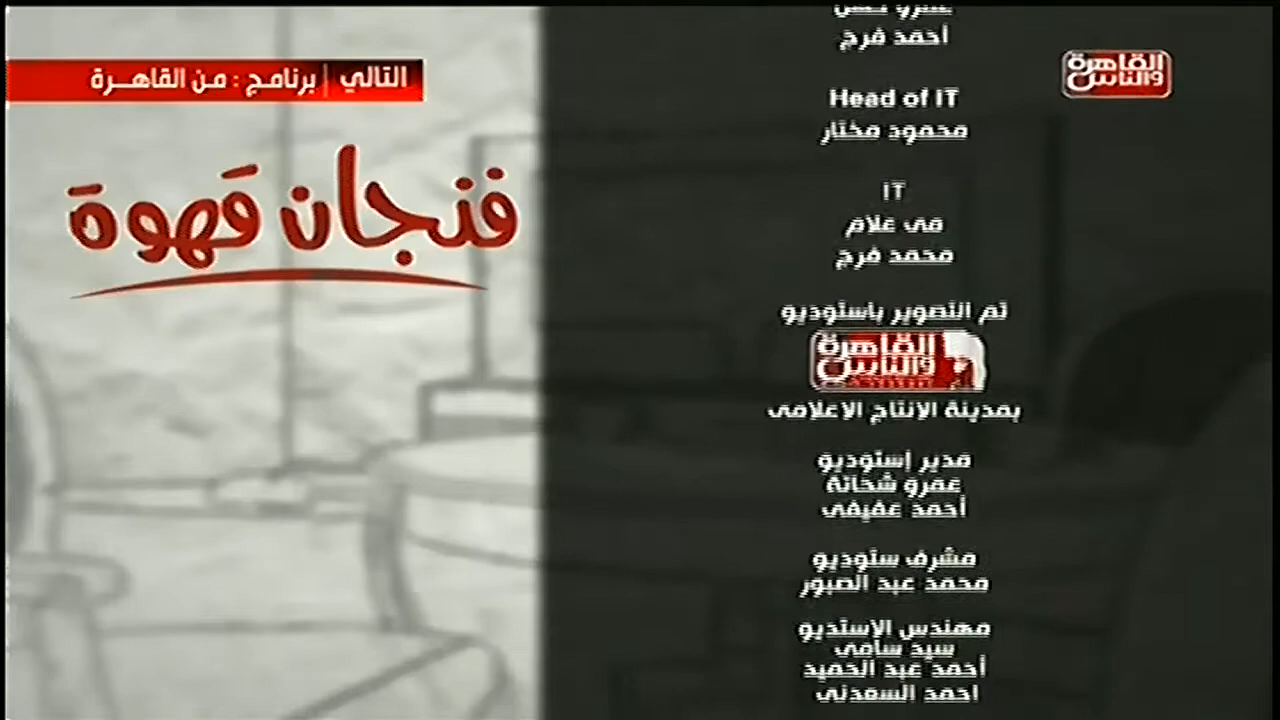 التالي | برنامج : من القاهرة
القاهرة
والناس
فنجان قهوة
أحمد فرج
Head of IT
محمود مختار
IT
مى علام
محمد فرج
تم التصوير باستوديو
القاهرة
والناس
بمدينة الإنتاج الاعلامى
مدير إستوديو
عمرو شحاتة
أحمد عفيفى
مشرف ستوديو
محمد عبد الصبور
مهندس الإستديو
سيد سامى
أحمد عبد الحميد
احمد السعدنى